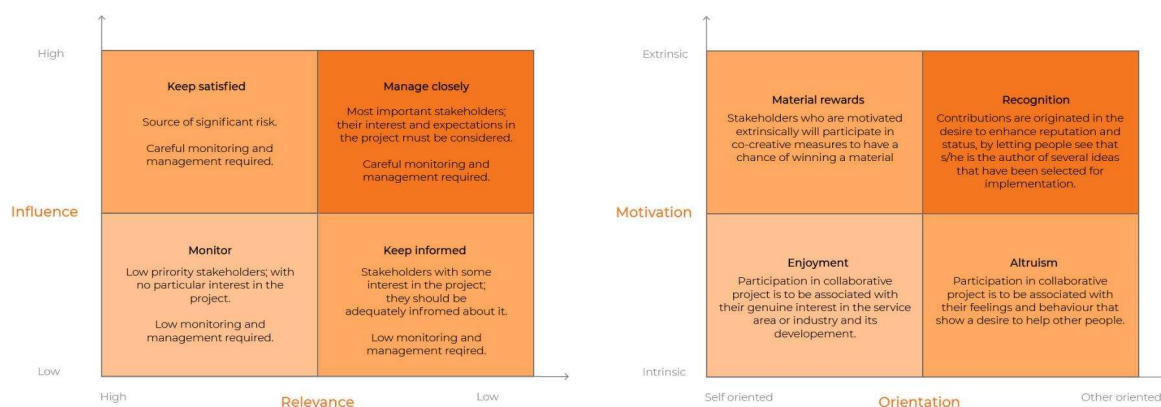 High
Keep satisfied
Source of significant risk.
Careful monitoring and
management required.
Manage closely
Most important stakeholders;
their interest and expectations in
the project must be considered.
Careful monitoring and
management required.
Influence
Monitor
Low prirority stakeholders; with
no particular interest in the
project.
Low monitoring and
management required.
Keep informed
Stakeholders with some
interest in the project;
they should be
adequately infromed about it.
Low monitoring and
management reqired.
Low
High
Relevance
Low
Extrinsic
Material rewards
Stakeholders who are motivated
extrinsically will participate in
co-creative measures to have a
chance of winning a material
Recognition
Contributions are originated in the
desire to enhance reputation and
status, by letting people see that
s/he is the author of several ideas
that have been selected for
implementation.
Motivation
Enjoyment
Participation in collaborative
project is to be associated with
their genuine interest in the service
area or industry and its
developement.
Altruism
Participation in collaborative
project is to be associated with
their feelings and behaviour that
show a desire to help other people.
Intrinsic
Self oriented
Orientation
Other oriented